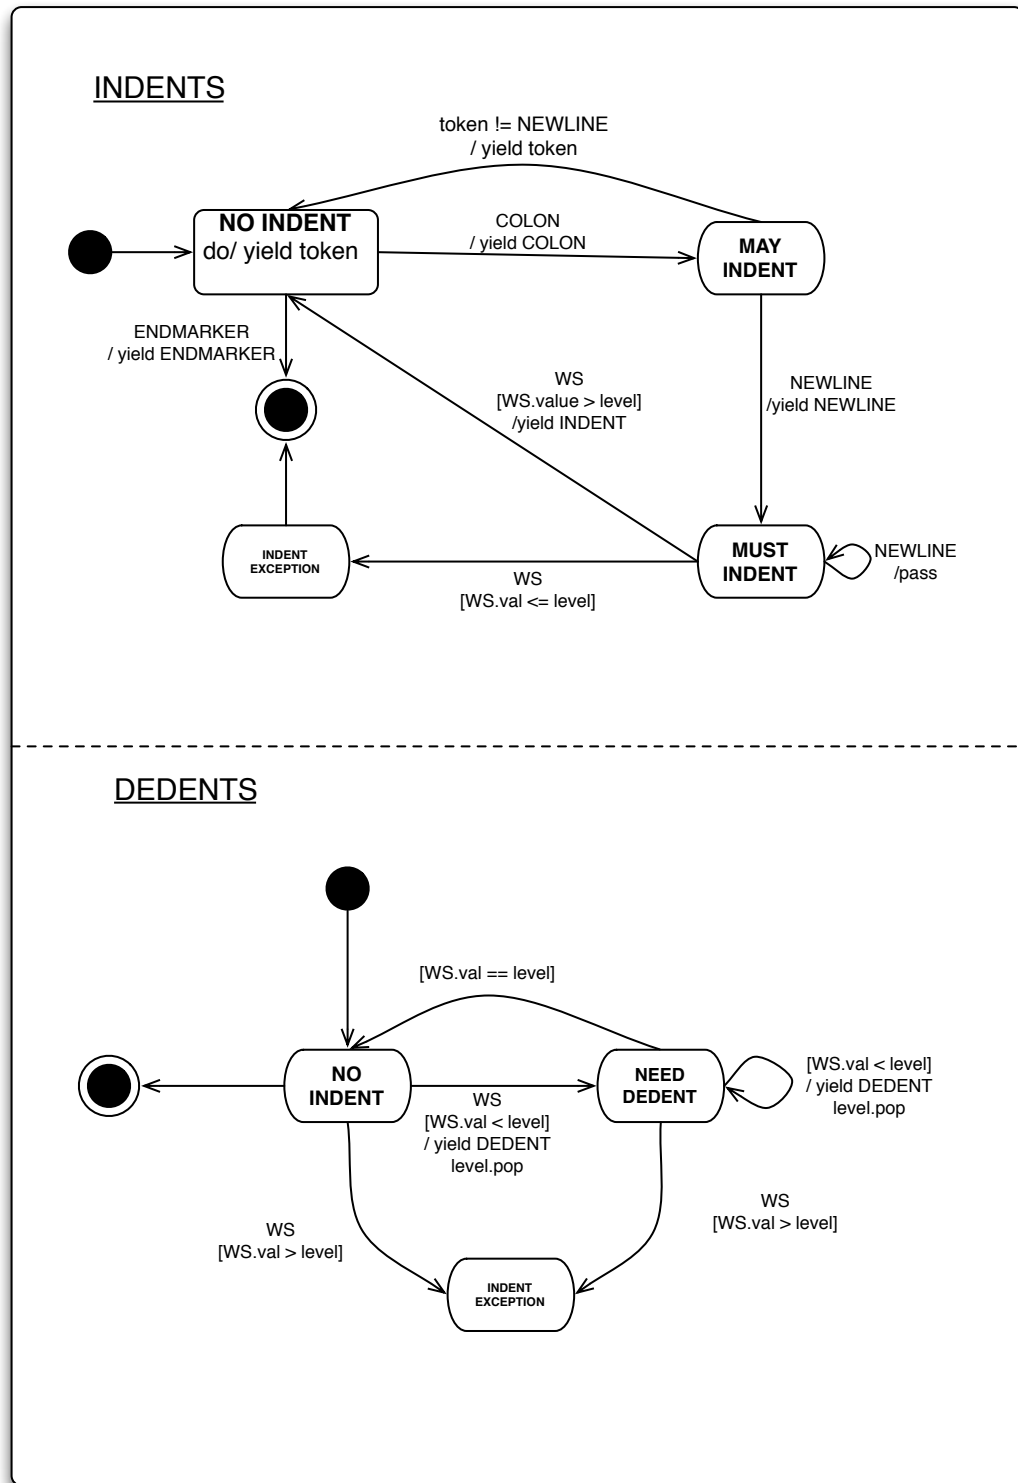 INDENTS
token != NEWLINE
/ yield token
NO INDENT
do/ yield token
COLON
/ yield COLON
MAY
INDENT
ENDMARKER
/ yield ENDMARKER
WS
[WS.value > level]
/yield INDENT
NEWLINE
/yield NEWLINE
INDENT
EXCEPTION
WS
[WS.val <= level]
MUST
INDENT
NEWLINE
/pass
DEDENTS
[WS.val == level]
NO
INDENT
WS
[WS.val < level]
/ yield DEDENT
level.pop
NEED
DEDENT
[WS.val < level]
/ yield DEDENT
level.pop
WS
[WS.val > level]
WS
[WS.val > level]
INDENT
EXCEPTION